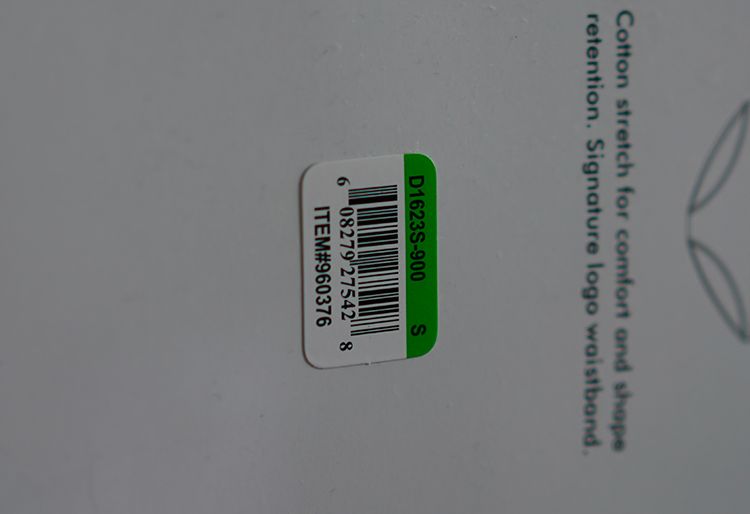 Cotton stretch for comfort and shape
retention. Signature logo waistband.
D1623S-900 S
6 08279 27542 8
ITEM#960376